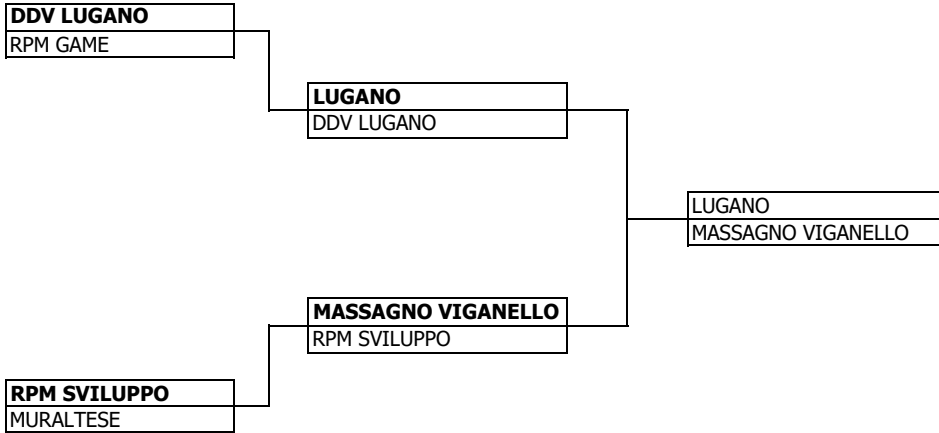 DDV LUGANO
RPM GAME
LUGANO
DDV LUGANO
LUGANO
MASSAGNO VIGANELLO
MASSAGNO VIGANELLO
RPM SVILUPPO
RPM SVILUPPO
MURALTESE